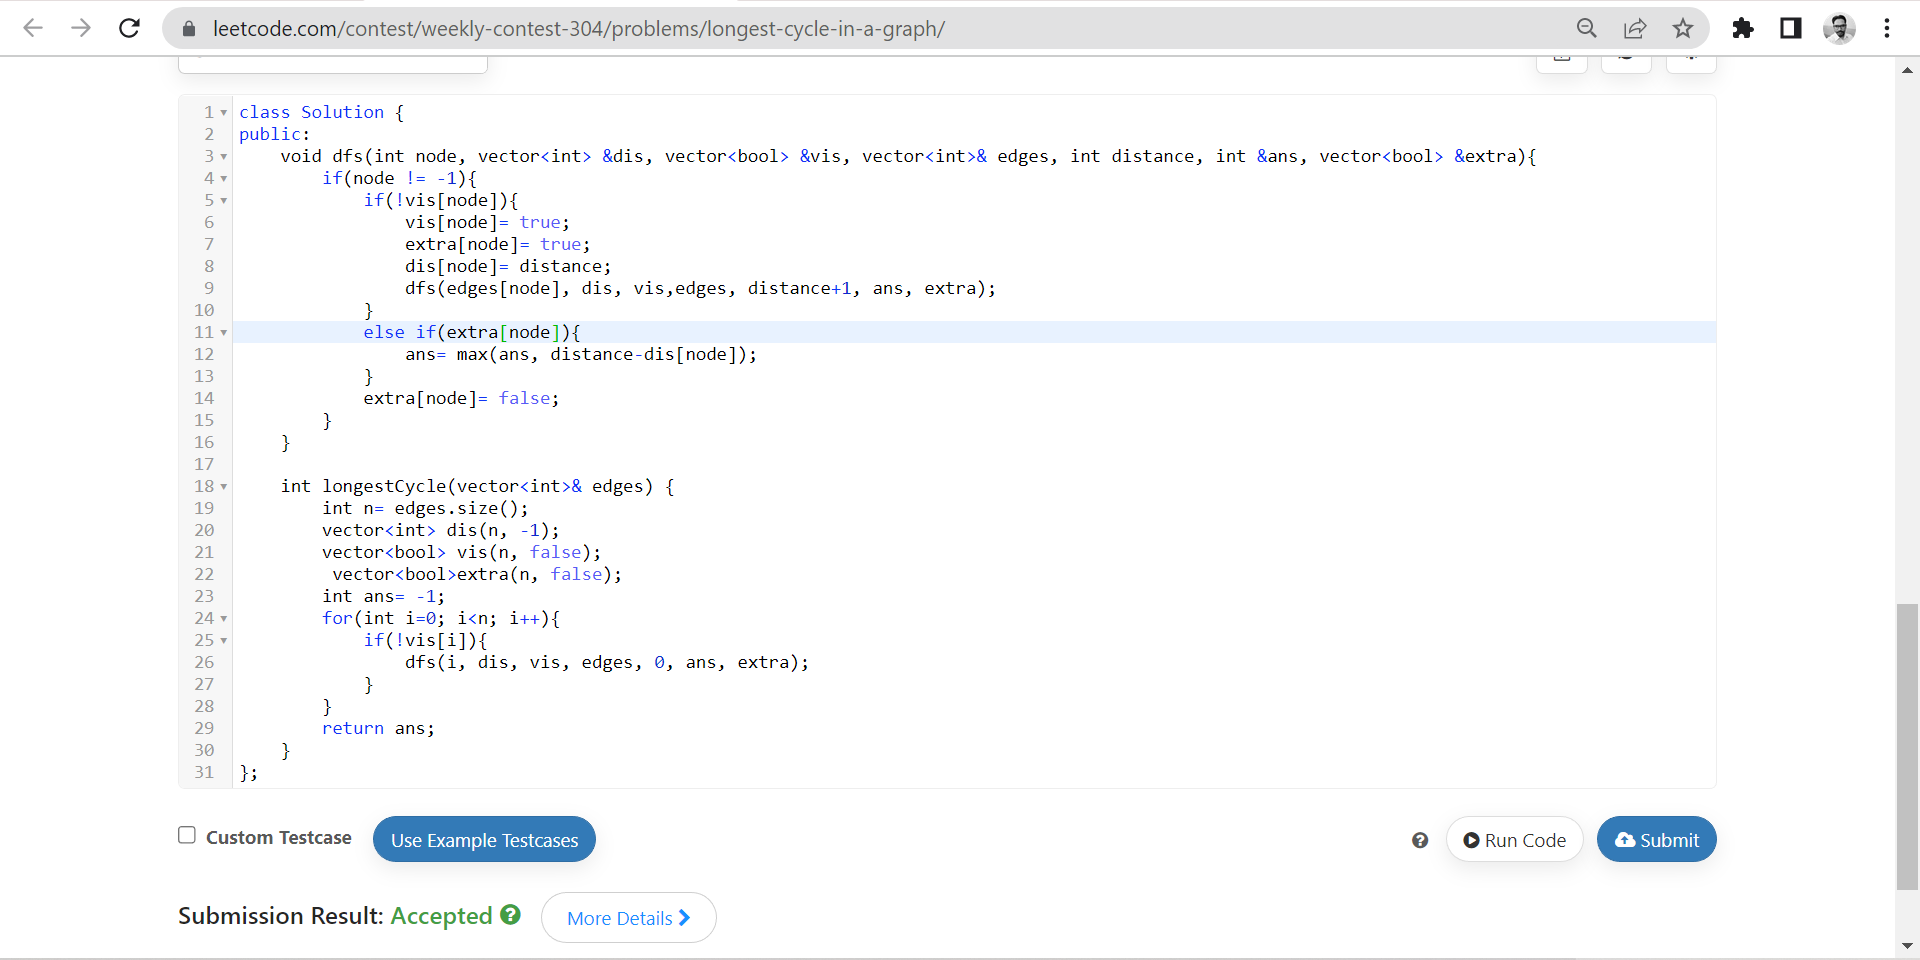 leetcode.com/contest/weekly-contest-304/problems/longest-cycle-in-a-graph/
1 class Solution {
2 public:
3     void dfs(int node, vector<int> &dis, vector<bool> &vis, vector<int>& edges, int distance, int &ans, vector<bool> &extra){
4         if(node != -1){
5             if(!vis[node]){
6                 vis[node]= true;
7                 extra[node]= true;
8                 dis[node]= distance;
9                 dfs(edges[node], dis, vis,edges, distance+1, ans, extra);
10             }
11             else if(extra[node]){
12                 ans= max(ans, distance-dis[node]);
13             }
14             extra[node]= false;
15         }
16     }
17
18     int longestCycle(vector<int>& edges) {
19         int n= edges.size();
20         vector<int> dis(n, -1);
21         vector<bool> vis(n, false);
22          vector<bool>extra(n, false);
23         int ans= -1;
24         for(int i=0; i<n; i++){
25             if(!vis[i]){
26                 dfs(i, dis, vis, edges, 0, ans, extra);
27             }
28         }
29         return ans;
30     }
31 };
Custom Testcase Use Example Testcases Run Code Submit
Submission Result: Accepted More Details